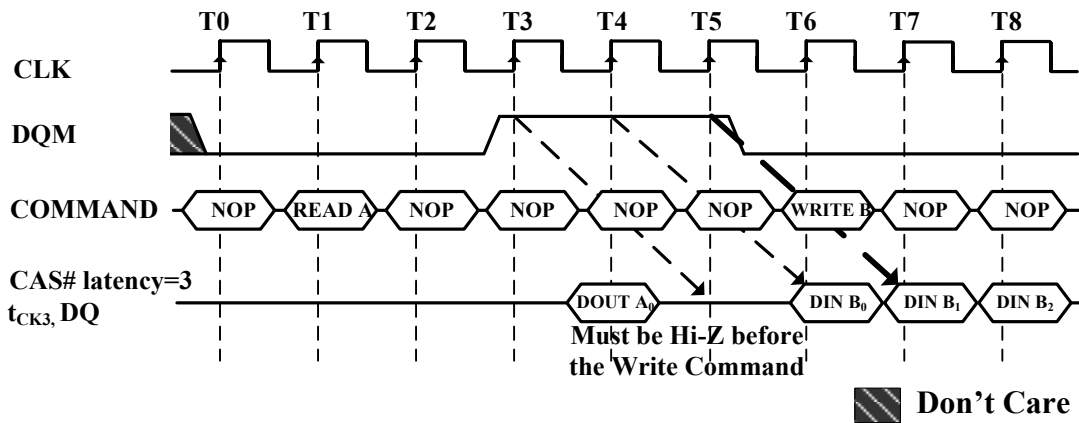 T0 T1 T2 T3 T4 T5 T6 T7 T8
CLK
DQM
COMMAND NOP READ A NOP NOP NOP NOP WRITE B NOP NOP
CAS# latency=3
tCK3, DQ DOUT A0 DIN B0 DIN B1 DIN B2
Must be Hi-Z before
the Write Command
Don't Care